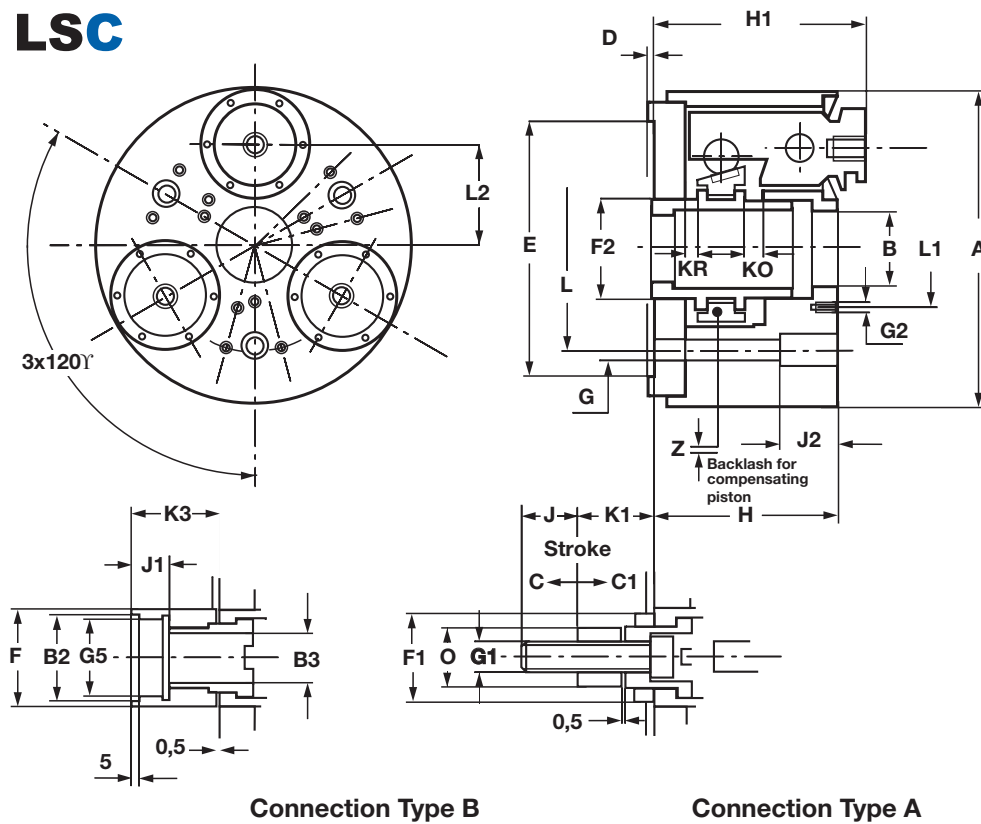 LSC
H1
D
L2
E
F2
KR
KO
B
L1
A
L
G2
3x120ϒ
G
J2
Z
Backlash for
compensating
piston
K3
J
K1
H
Stroke
J1
C
C1
F
B2
G5
B3
F1
O
G1
0,5
0,5
5
Connection Type B
Connection Type A